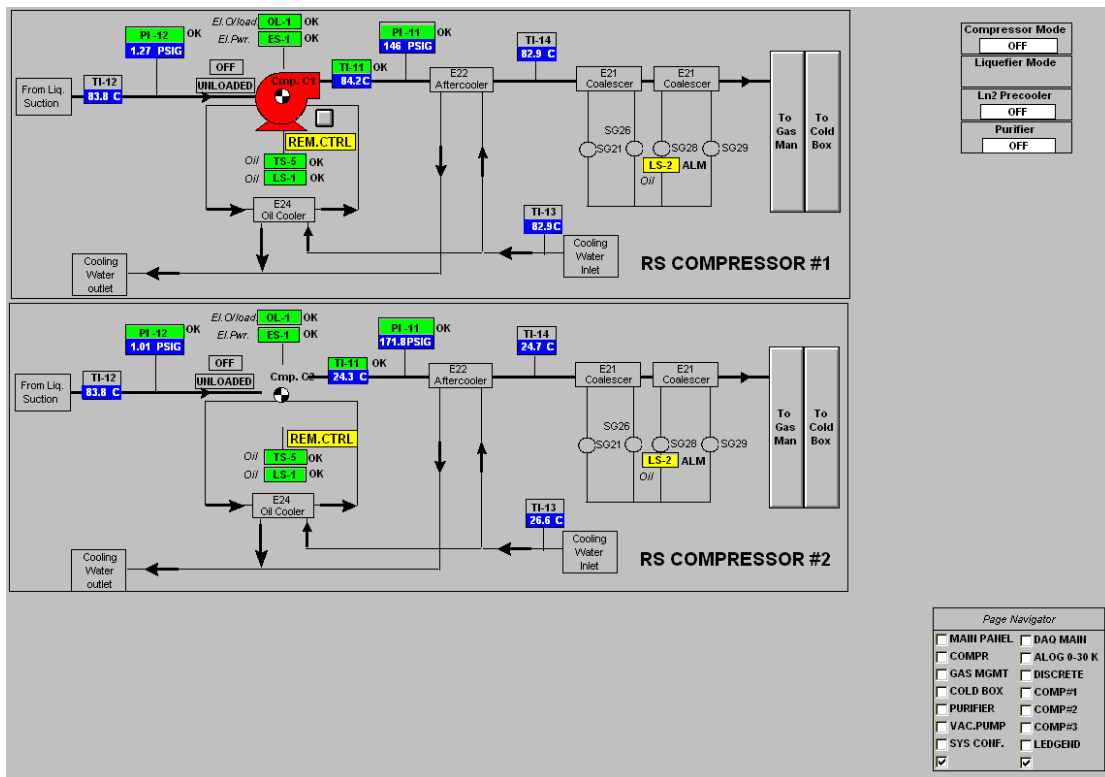 El. O/load OL-1 OK
El.Pwr. ES-1 OK
PI -12 OK
1.27 PSIG
PI-11 OK
146 PSIG
TI-14
82.9 C
OFF
UNLOADED
Cmp. C1
TI-11 OK
84.2C
E22
Aftercooler
E21
Coalescer
E21
Coalescer
From Liq.
Suction
TI-12
83.8 C
REM.CTRL
Oil TS-5 OK
Oil LS-1 OK
SG26
SG21
SG28
SG29
LS-2 ALM
Oil
To
Gas
Man
To
Cold
Box
E24
Oil Cooler
TI-13
82.9C
Cooling
Water
Inlet
Cooling
Water
outlet
RS COMPRESSOR #1
Compressor Mode
OFF
Liquefier Mode
Ln2 Precooler
OFF
Purifier
OFF
El. O/load OL-1 OK
El.Pwr. ES-1 OK
PI -12 OK
1.01 PSIG
PI-11 OK
171.8PSIG
TI-14
24.7 C
OFF
UNLOADED
Cmp. C2
TI-11 OK
24.3 C
E22
Aftercooler
E21
Coalescer
E21
Coalescer
From Liq.
Suction
TI-12
83.8 C
REM.CTRL
Oil TS-5 OK
Oil LS-1 OK
SG26
SG21
SG28
SG29
LS-2 ALM
Oil
To
Gas
Man
To
Cold
Box
E24
Oil Cooler
TI-13
26.6 C
Cooling
Water
Inlet
Cooling
Water
outlet
RS COMPRESSOR #2
Page Navigator
MAIN PANEL DAQ MAIN
COMPR ALOG 0-30 K
GAS MGMT DISCRETE
COLD BOX COMP#1
PURIFIER COMP#2
VAC.PUMP COMP#3
SYS CONF. LEDGEND